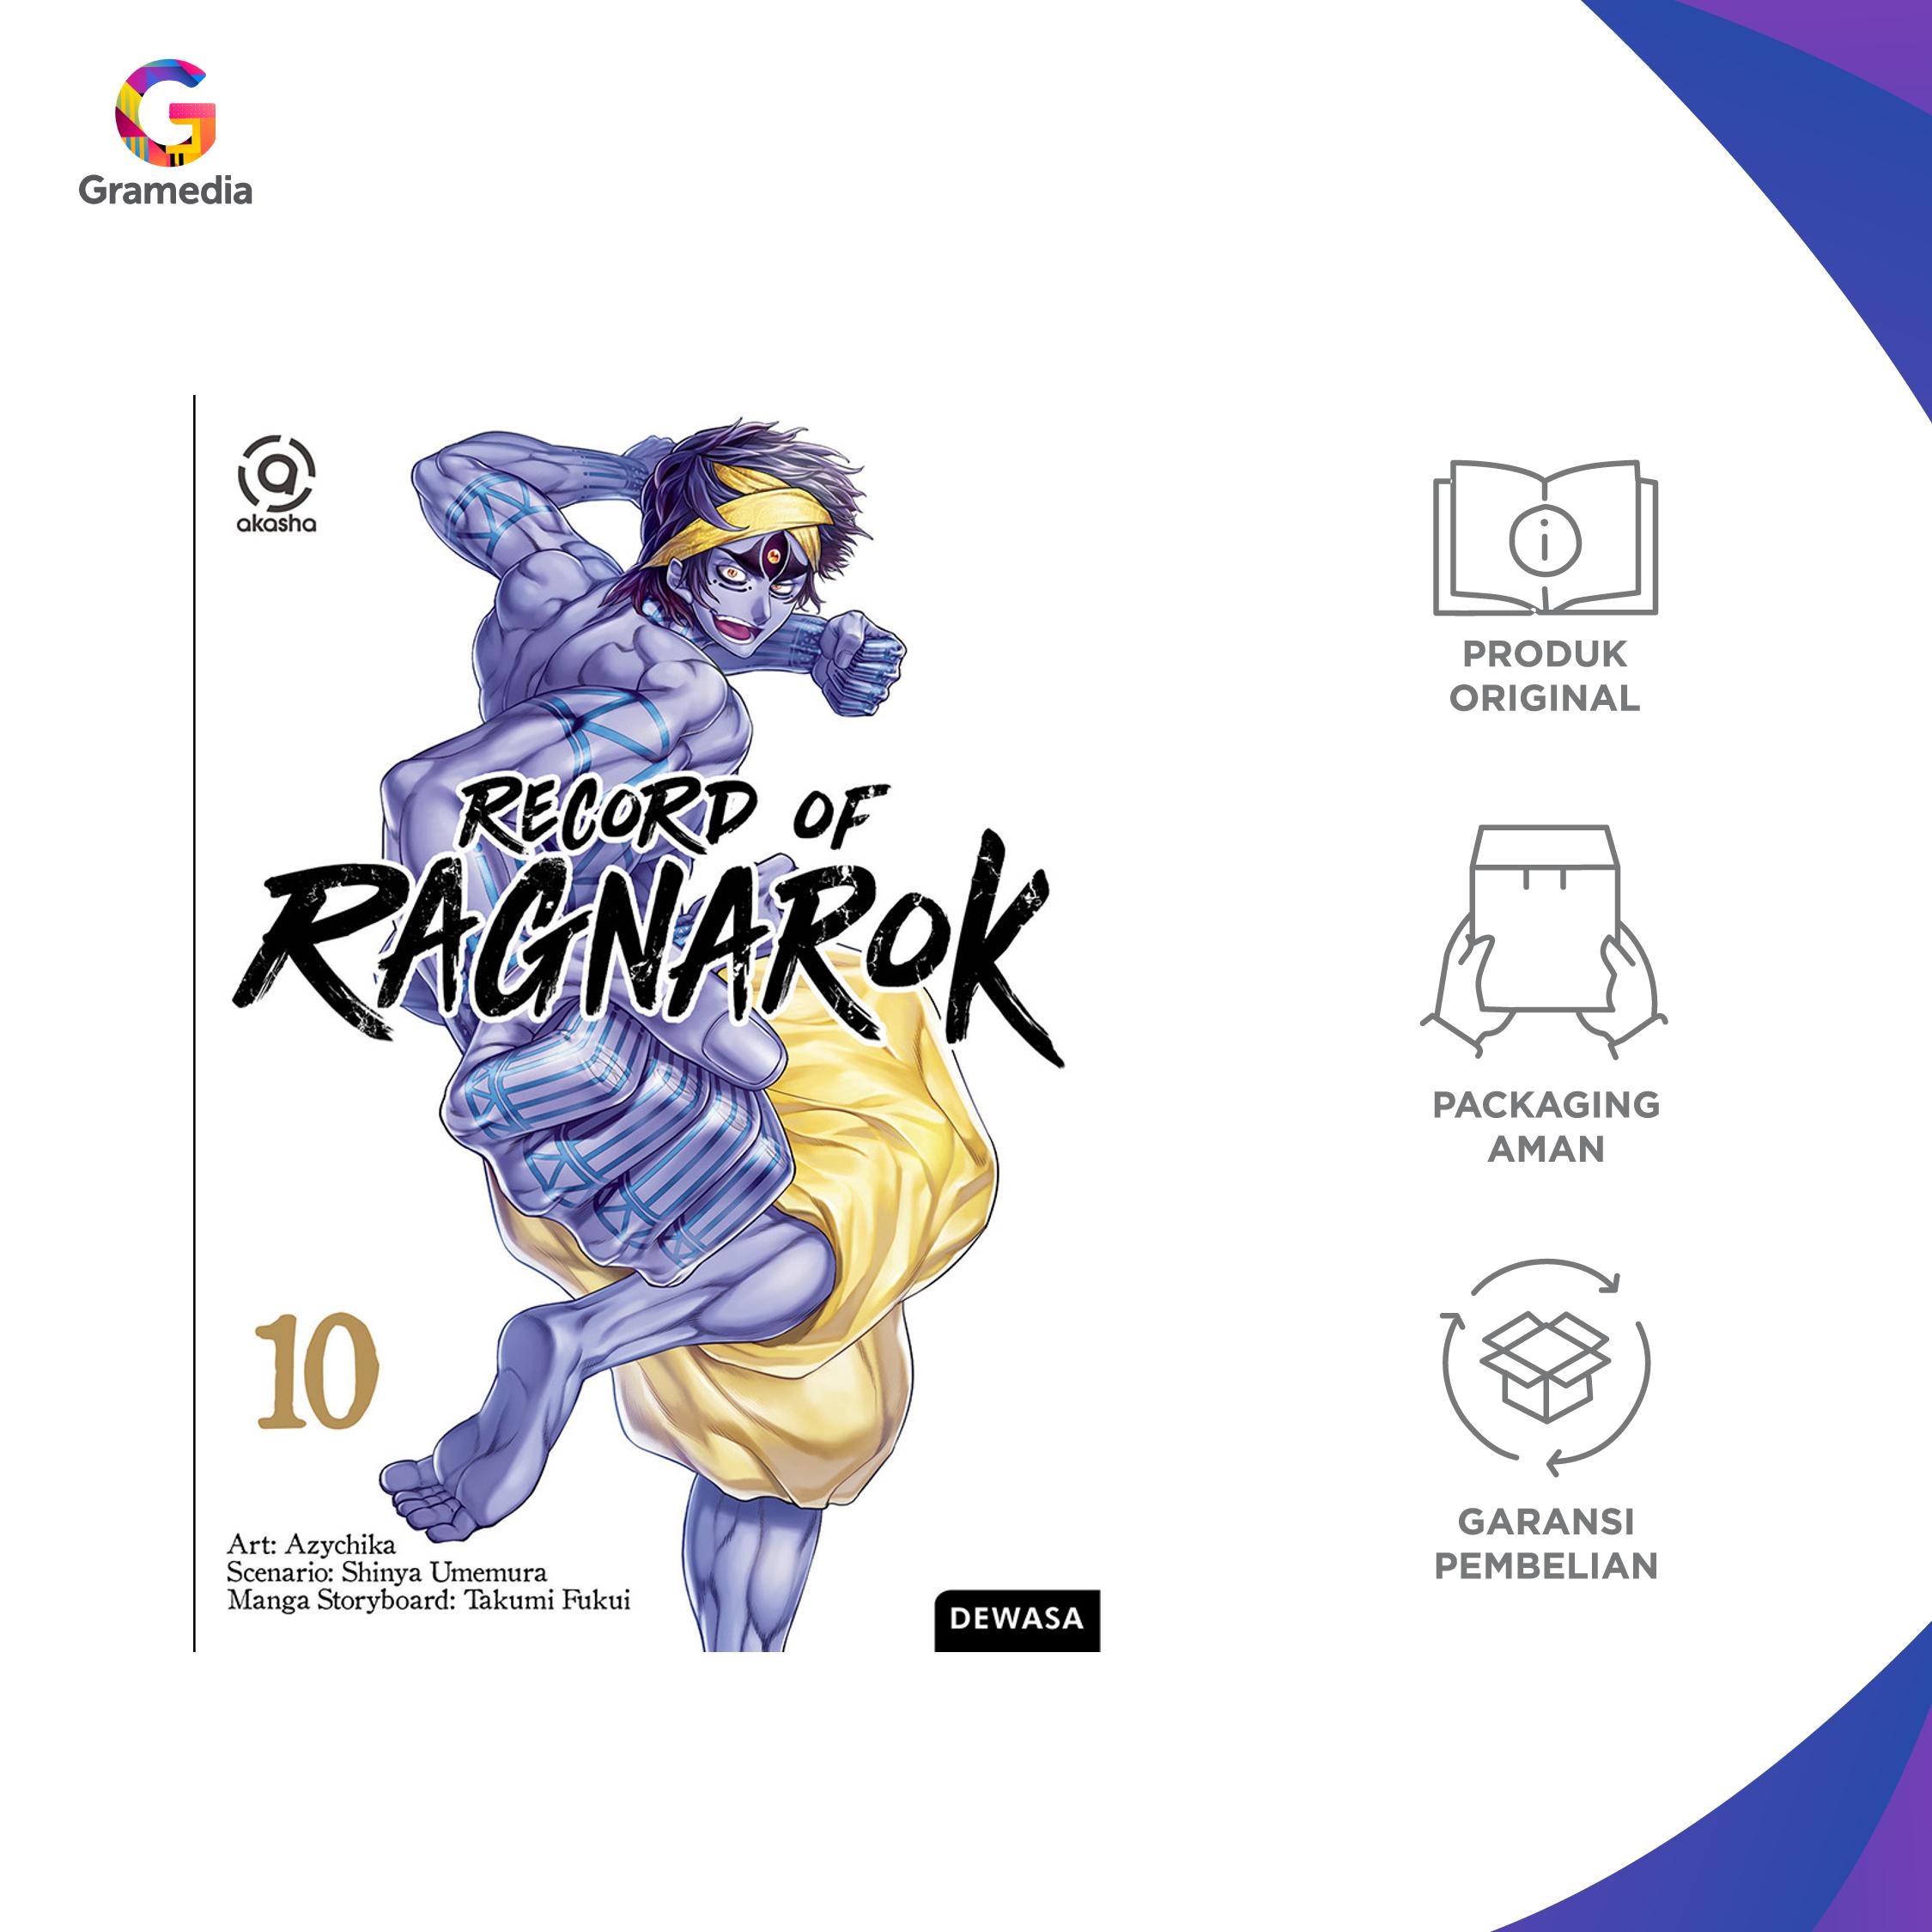 Gramedia
akasha
RECORD OF
RAGNAROK
10
Art: Azychika
Scenario: Shinya Umemura
Manga Storyboard: Takumi Fukui
DEWASA
PRODUK
ORIGINAL
PACKAGING
AMAN
GARANSI
PEMBELIAN